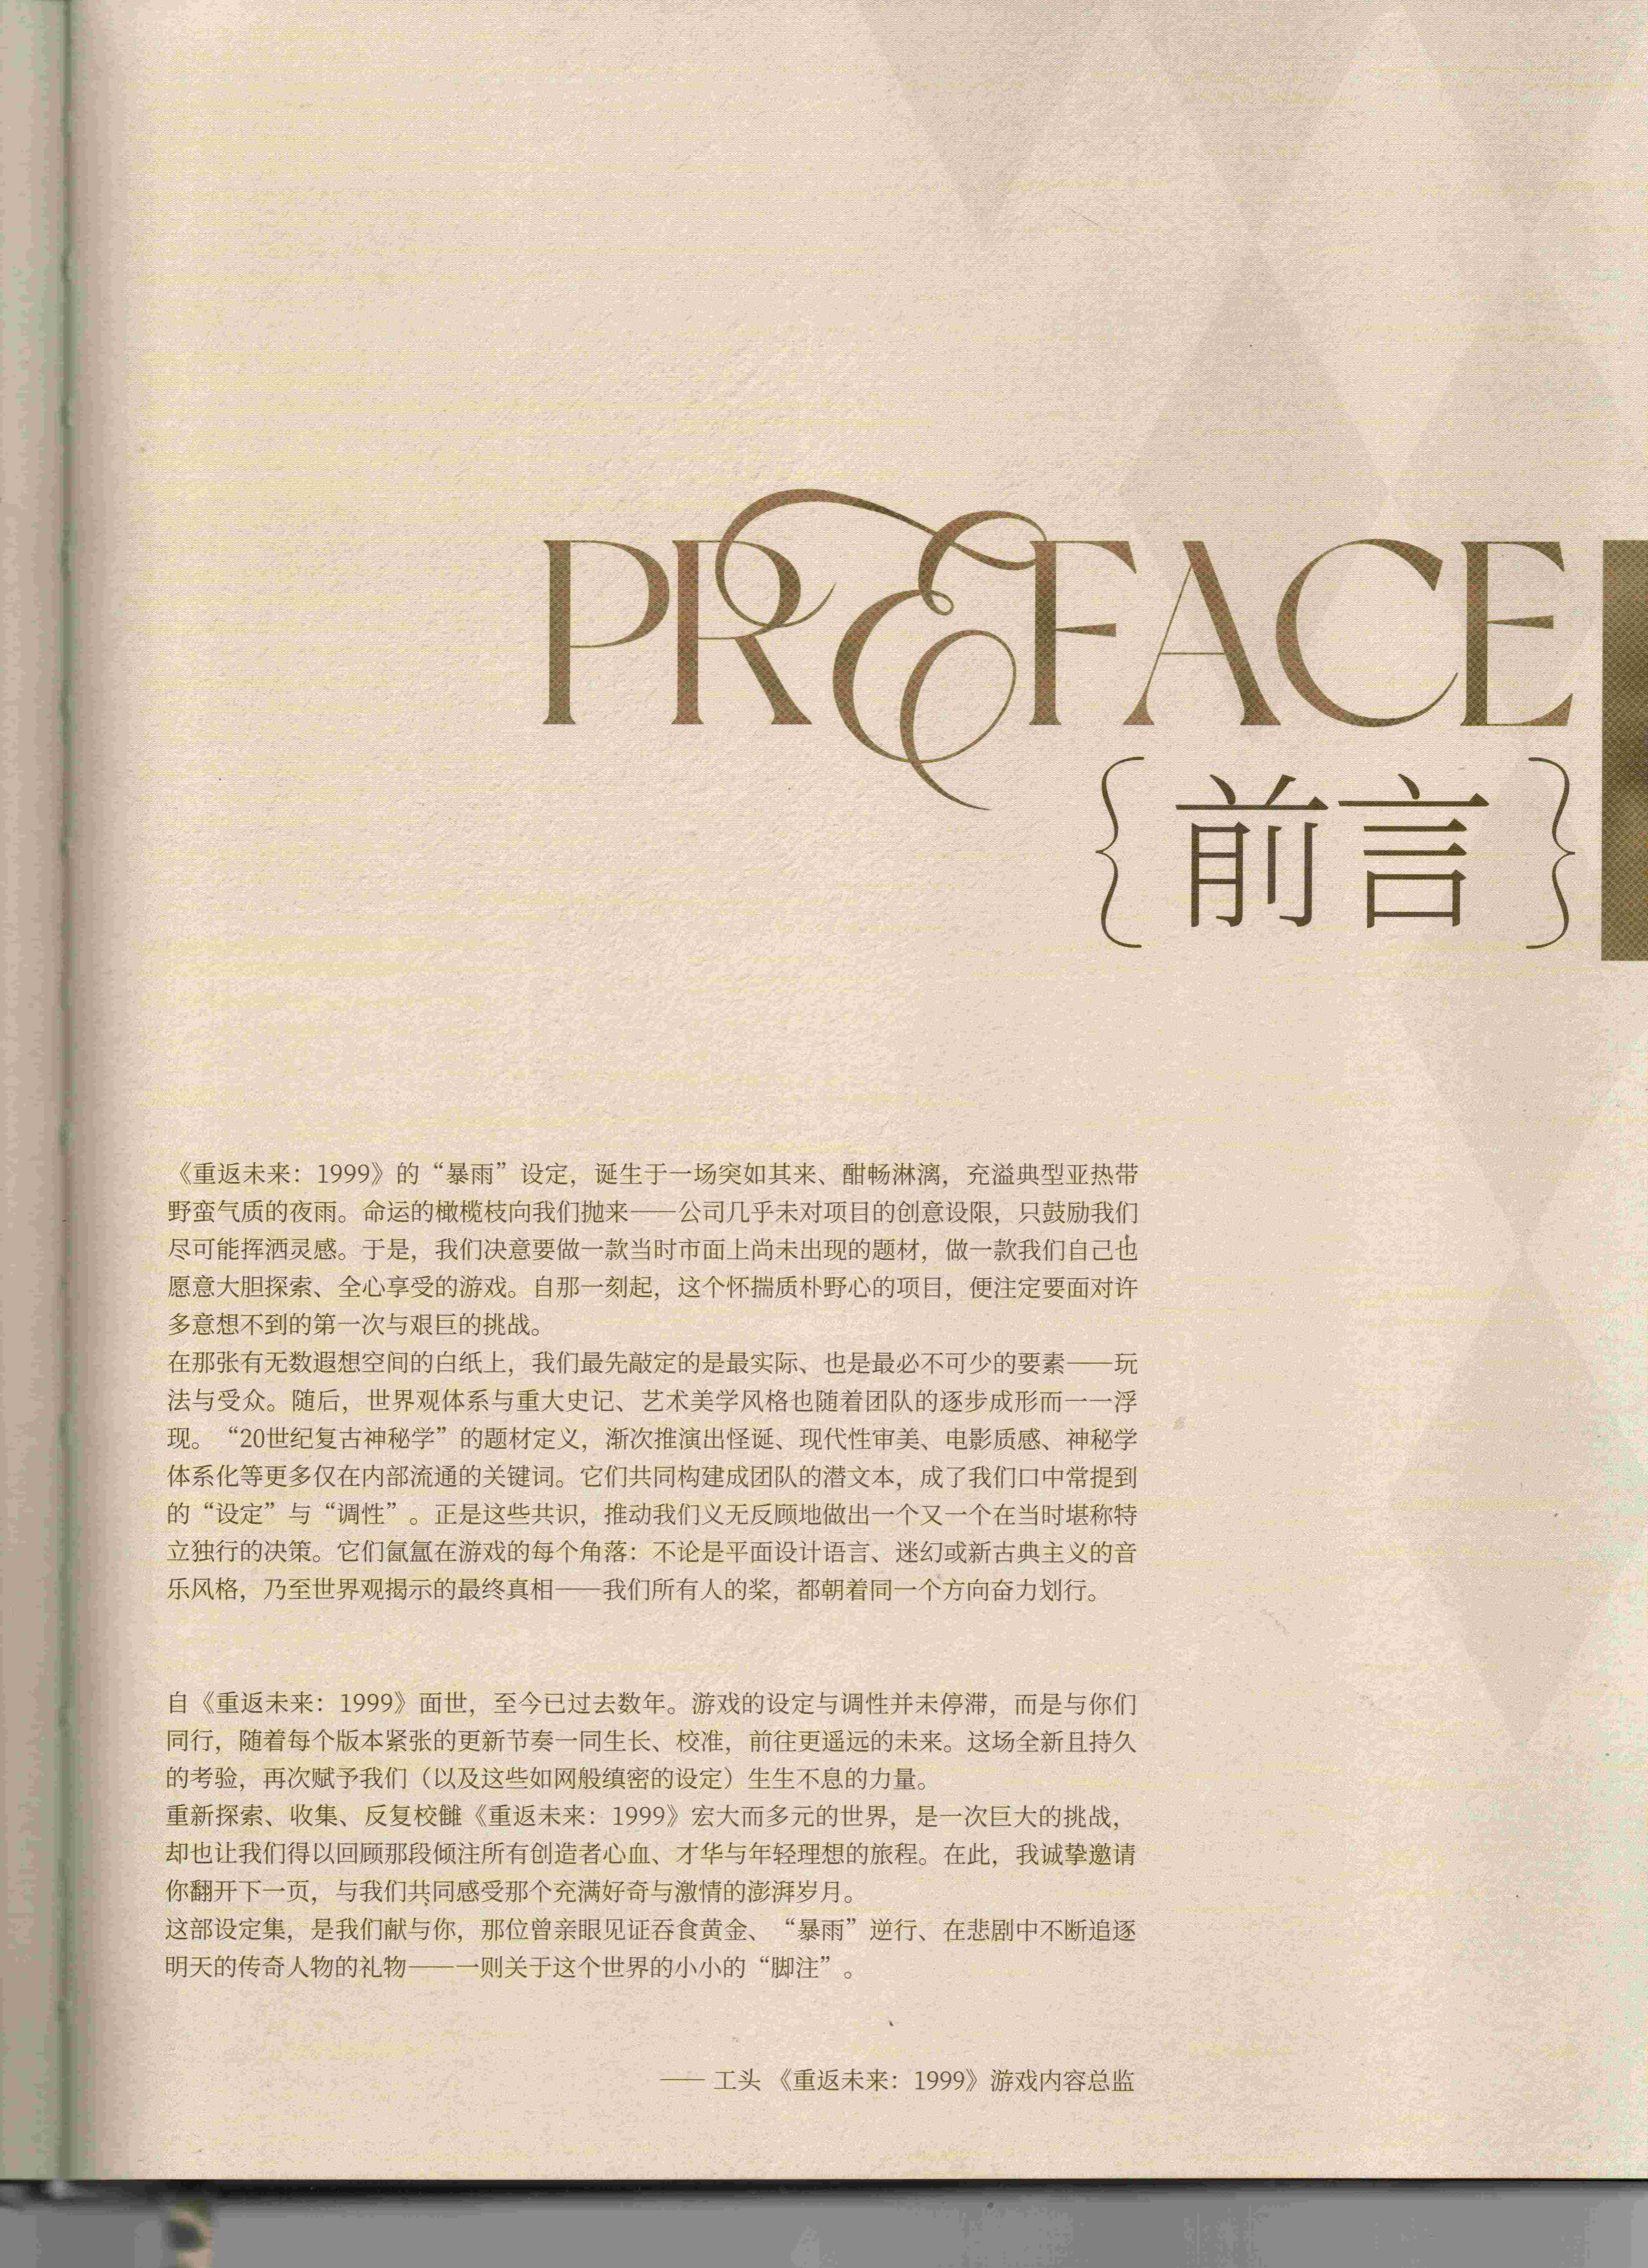 PREFACE
{前言}
《重返未来：1999》的“暴雨”设定，诞生于一场突如其来、酣畅淋漓，充溢典型亚热带
野蛮气质的夜雨。命运的橄榄枝向我们抛来——公司几乎未对项目的创意设限，只鼓励我们
尽可能挥洒灵感。于是，我们决意要做一款当时市面上尚未出现的题材，做一款我们自己也
愿意大胆探索、全心享受的游戏。自那一刻起，这个怀揣质朴野心的项目，便注定要面对许
多意想不到的第一次与艰巨的挑战。
在那张有无数遐想空间的白纸上，我们最先敲定的是最实际、也是最必不可少的要素——玩
法与受众。随后，世界观体系与重大史记、艺术美学风格也随着团队的逐步成形而一一浮
现。“20世纪复古神秘学”的题材定义，渐次推演出怪诞、现代性审美、电影质感、神秘学
体系化等更多仅在内部流通的关键词。它们共同构建成团队的潜文本，成了我们口中常提到
的“设定”与“调性”。正是这些共识，推动我们义无反顾地做出一个又一个在当时堪称特
立独行的决策。它们氤氲在游戏的每个角落：不论是平面设计语言、迷幻或新古典主义的音
乐风格，乃至世界观揭示的最终真相——我们所有人的桨，都朝着同一个方向奋力划行。
自《重返未来：1999》面世，至今已过去数年。游戏的设定与调性并未停滞，而是与你们
同行，随着每个版本紧张的更新节奏一同生长、校准，前往更遥远的未来。这场全新且持久
的考验，再次赋予我们（以及这些如网般缜密的设定）生生不息的力量。
重新探索、收集、反复校雠《重返未来：1999》宏大而多元的世界，是一次巨大的挑战，
却也让我们得以回顾那段倾注所有创造者心血、才华与年轻理想的旅程。在此，我诚挚邀请
你翻开下一页，与我们共同感受那个充满好奇与激情的澎湃岁月。
这部设定集，是我们献与你，那位曾亲眼见证吞食黄金、“暴雨”逆行、在悲剧中不断追逐
明天的传奇人物的礼物——一则关于这个世界的小小的“脚注”。
—— 工头 《重返未来：1999》游戏内容总监